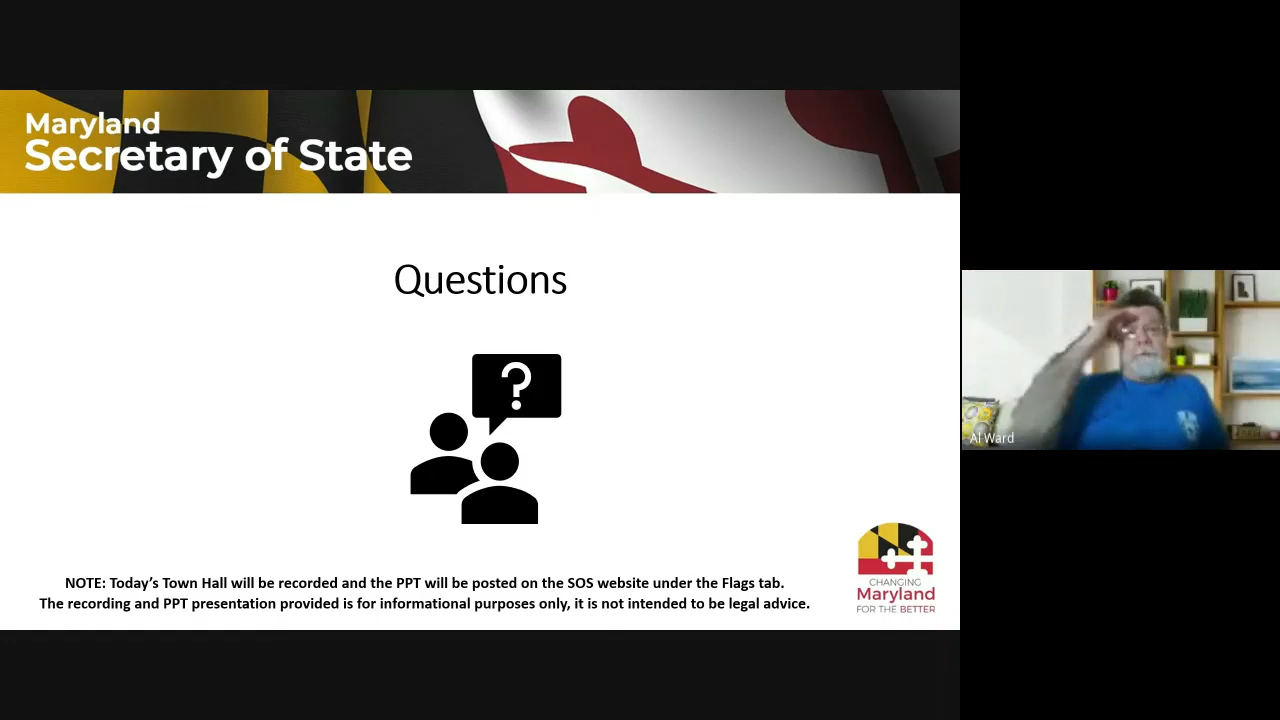 Maryland
Secretary of State
Questions
?
NOTE: Today's Town Hall will be recorded and the PPT will be posted on the SOS website under the Flags tab.
The recording and PPT presentation provided is for informational purposes only, it is not intended to be legal advice.
CHANGING
Maryland
FOR THE BETTER
Al Ward